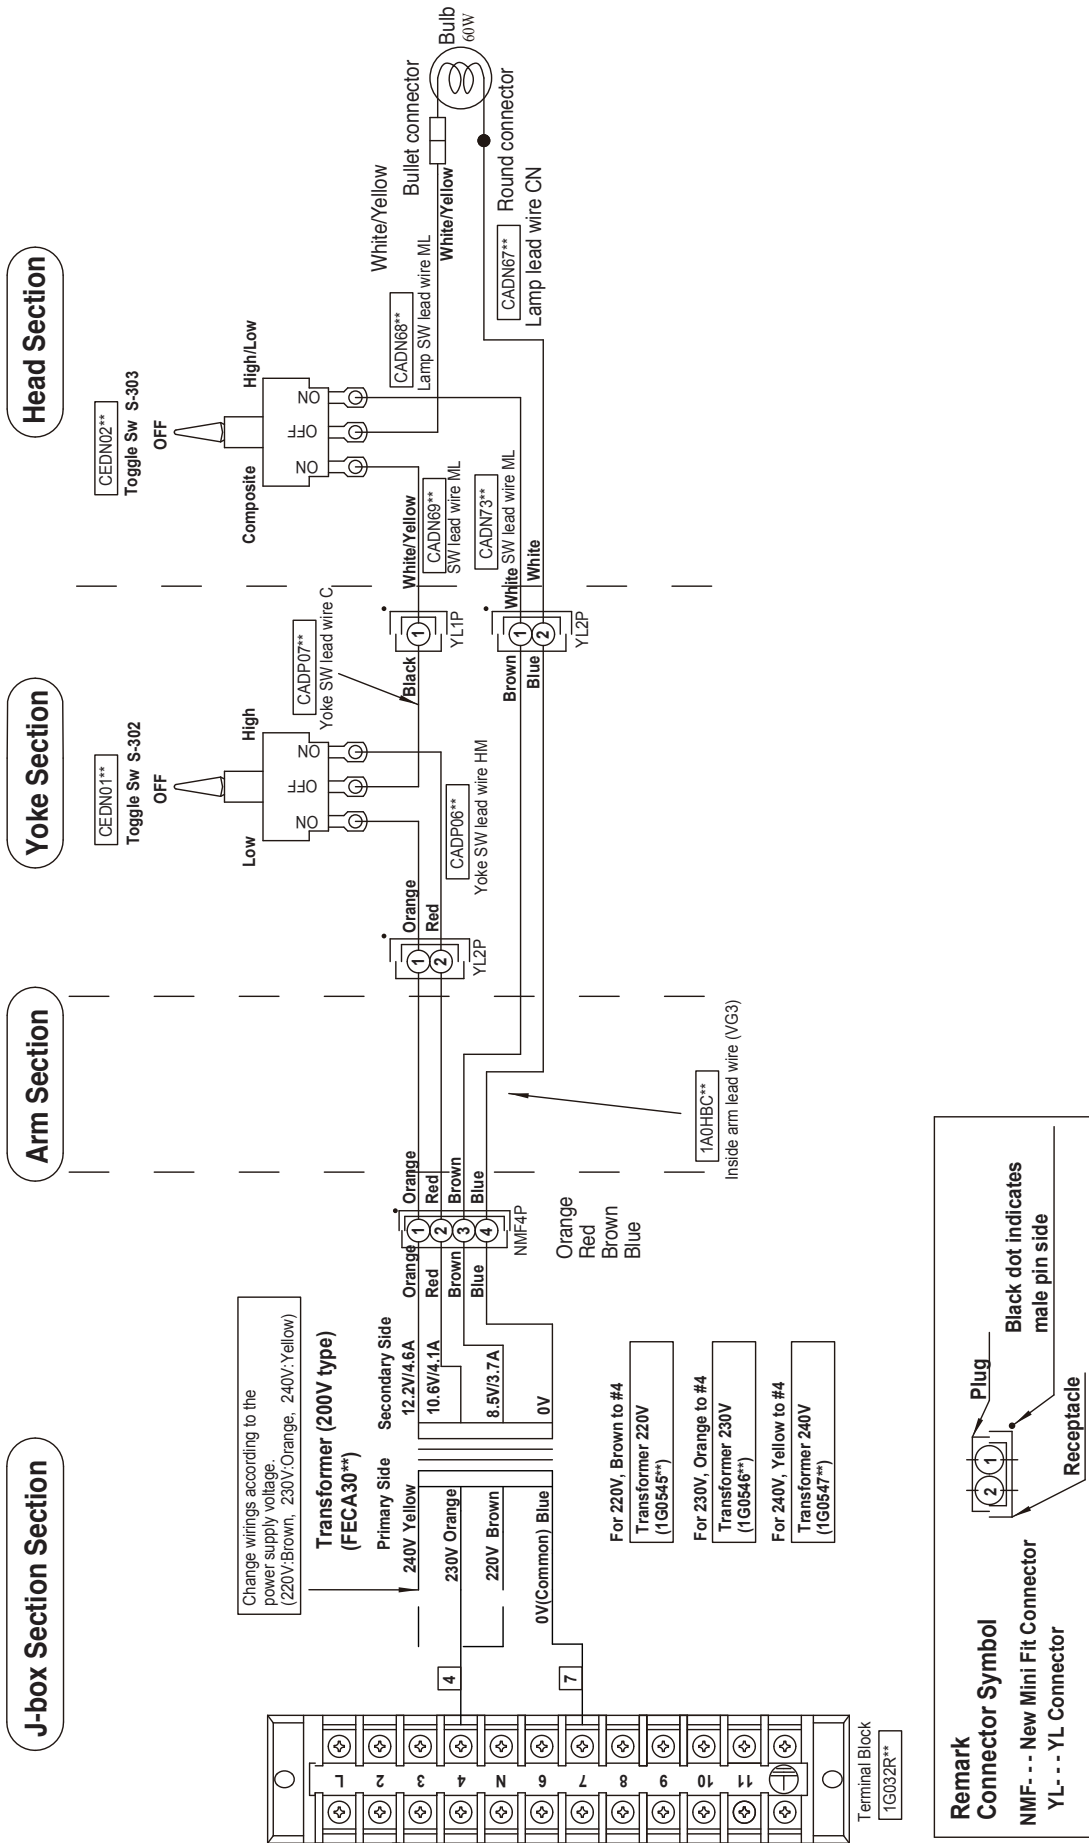 J-box Section Section
Arm Section
Yoke Section
Head Section
Change wirings according to the
power supply voltage.
(220V:Brown, 230V:Orange, 240V:Yellow)
Transformer (200V type)
(FECA30**)
Primary Side
Secondary Side
240V Yellow
230V Orange
220V Brown
0V(Common) Blue
12.2V/4.6A
10.6V/4.1A
8.5V/3.7A
0V
4
7
L
2
3
4
N
6
7
8
9
10
11
Terminal Block
1G032R**
For 220V, Brown to #4
Transformer 220V
(1G0545**)
For 230V, Orange to #4
Transformer 230V
(1G0546**)
For 240V, Yellow to #4
Transformer 240V
(1G0547**)
Orange
Red
Brown
Blue
1
2
3
4
NMF4P
Orange
Red
Brown
Blue
Orange
Red
Brown
Blue
1A0HBC**
Inside arm lead wire (VG3)
CEDN01**
Toggle Sw S-302
OFF
Low
High
ON
OFF
ON
1
2
YL2P
Orange
Red
CADP06**
Yoke SW lead wire HM
CADP07**
Yoke SW lead wire C
Black
1
YL1P
Brown
Blue
1
2
YL2P
CEDN02**
Toggle Sw S-303
OFF
Composite
High/Low
ON
OFF
ON
White/Yellow
CADN69**
SW lead wire ML
CADN73**
White SW lead wire ML
White
CADN68**
Lamp SW lead wire ML
White/Yellow
White/Yellow
Bullet connector
Bulb
60W
Round connector
CADN67**
Lamp lead wire CN
Remark
Connector Symbol
NMF- - - New Mini Fit Connector
YL- - - YL Connector
2
1
Plug
Black dot indicates
male pin side
Receptacle